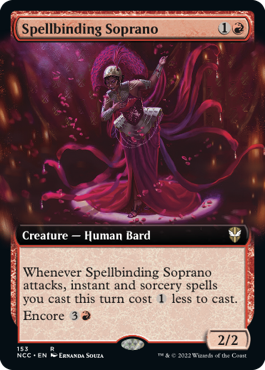 Spellbinding Soprano 1
Creature — Human Bard
Whenever Spellbinding Soprano
attacks, instant and sorcery spells
you cast this turn cost 1 less to cast.
Encore 3
2/2
153 R
NCC • EN Ernanda Souza
™ & © 2022 Wizards of the Coast